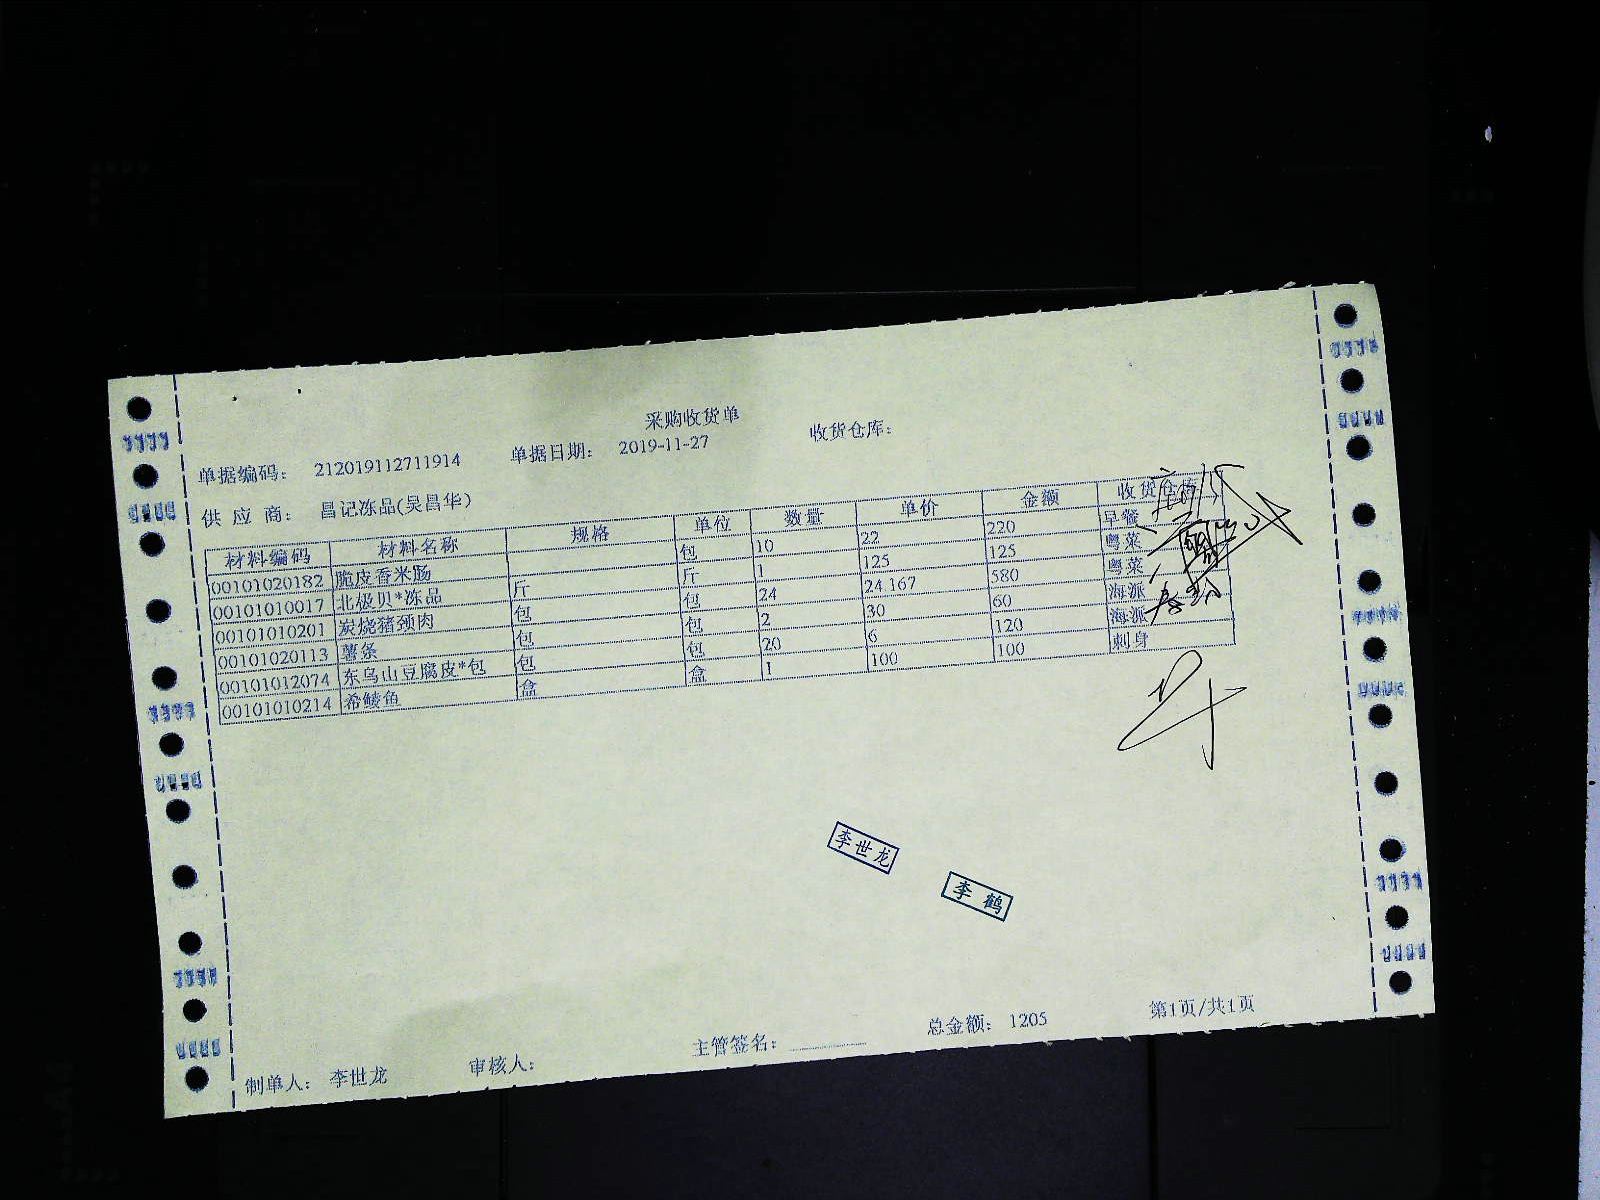 采购收货单
单据编码： 212019112711914 单据日期： 2019-11-27 收货仓库：
供 应 商： 昌记冻品(吴昌华)
材料编码 材料名称 规格 单位 数量 单价 金额 收货仓库
00101020182 脆皮香米肠 包 10 22 220 早餐
00101010017 北极贝*冻品 斤 斤 1 125 125 粤菜
00101010201 炭烧猪颈肉 包 包 24 24.167 580 粤菜
00101020113 薯条 包 包 2 30 60 海派
00101012074 东乌山豆腐皮*包 包 包 20 6 120 海派
00101010214 希鲮鱼 盒 盒 1 100 100 刺身
李世龙
李鹤
制单人： 李世龙 审核人： 主管签名： 总金额： 1205 第1页/共1页